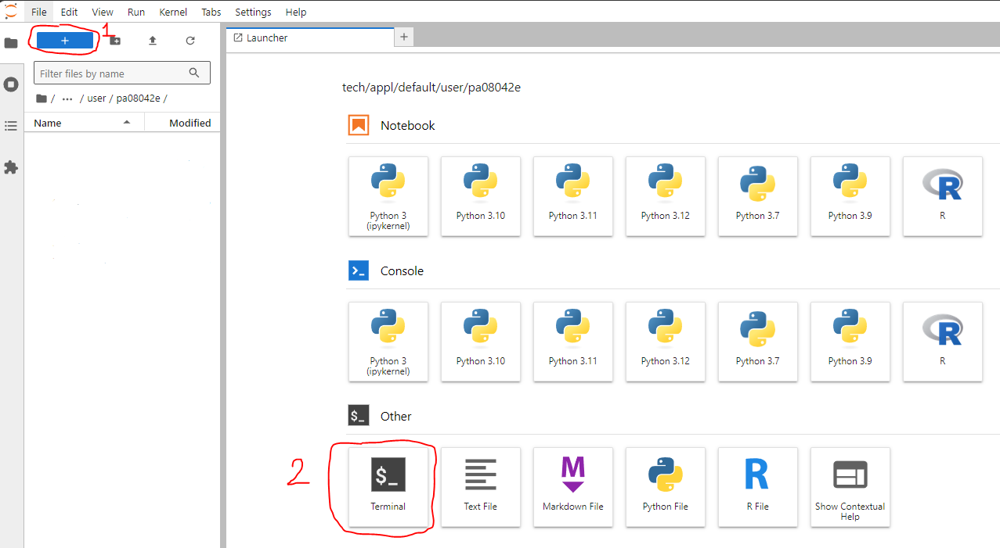 File Edit View Run Kernel Tabs Settings Help
+ 1
Launcher +
Filter files by name
/ ... / user / pa08042e /
Name Modified
tech/appl/default/user/pa08042e
Notebook
Python 3 (ipykernel)
Python 3.10
Python 3.11
Python 3.12
Python 3.7
Python 3.9
R
R
Console
>_
Python 3 (ipykernel)
Python 3.10
Python 3.11
Python 3.12
Python 3.7
Python 3.9
R
R
$_
Other
2
$_
Terminal
Text File
M
Markdown File
Python File
R
R File
Show Contextual
Help